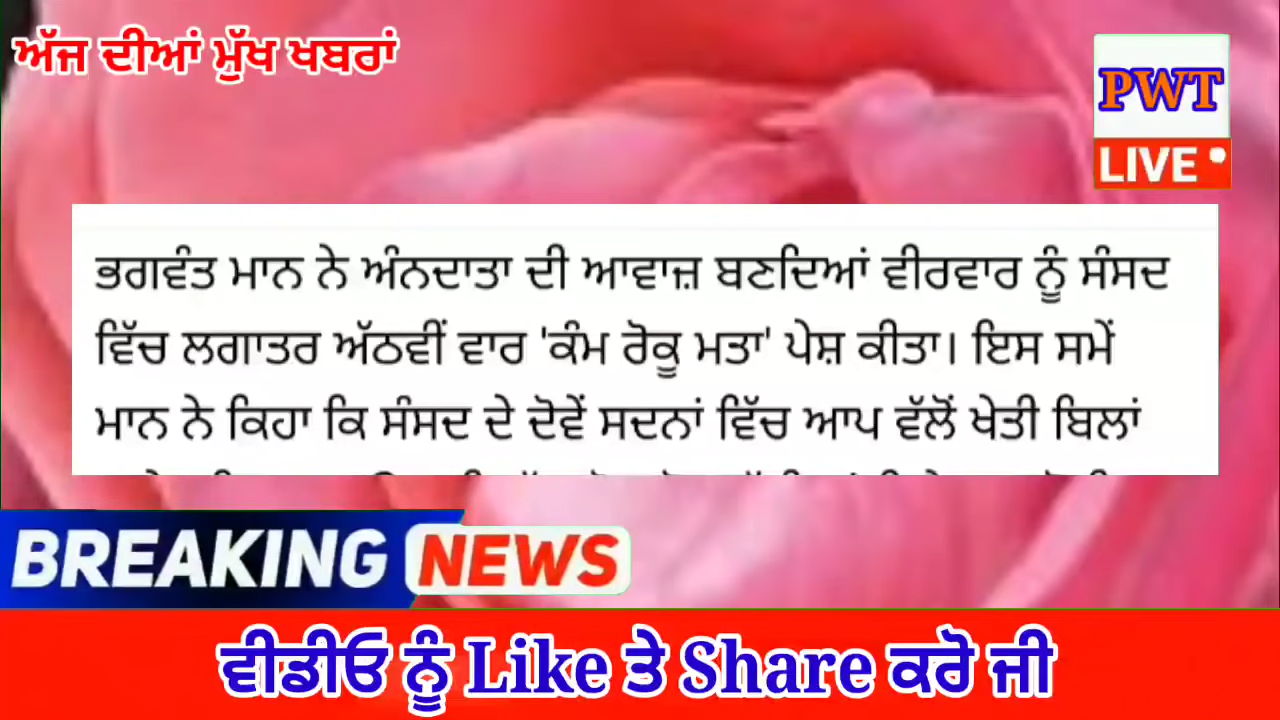 ਅੱਜ ਦੀਆਂ ਮੁੱਖ ਖਬਰਾਂ
PWT
LIVE
ਭਗਵੰਤ ਮਾਨ ਨੇ ਅੰਨਦਾਤਾ ਦੀ ਆਵਾਜ਼ ਬਣਦਿਆਂ ਵੀਰਵਾਰ ਨੂੰ ਸੰਸਦ
ਵਿੱਚ ਲਗਾਤਰ ਅੱਠਵੀਂ ਵਾਰ 'ਕੰਮ ਰੋਕੂ ਮਤਾ' ਪੇਸ਼ ਕੀਤਾ। ਇਸ ਸਮੇਂ
ਮਾਨ ਨੇ ਕਿਹਾ ਕਿ ਸੰਸਦ ਦੇ ਦੋਵੇਂ ਸਦਨਾਂ ਵਿੱਚ ਆਪ ਵੱਲੋਂ ਖੇਤੀ ਬਿਲਾਂ
BREAKING NEWS
ਵੀਡੀਓ ਨੂੰ Like ਤੇ Share ਕਰੋ ਜੀ